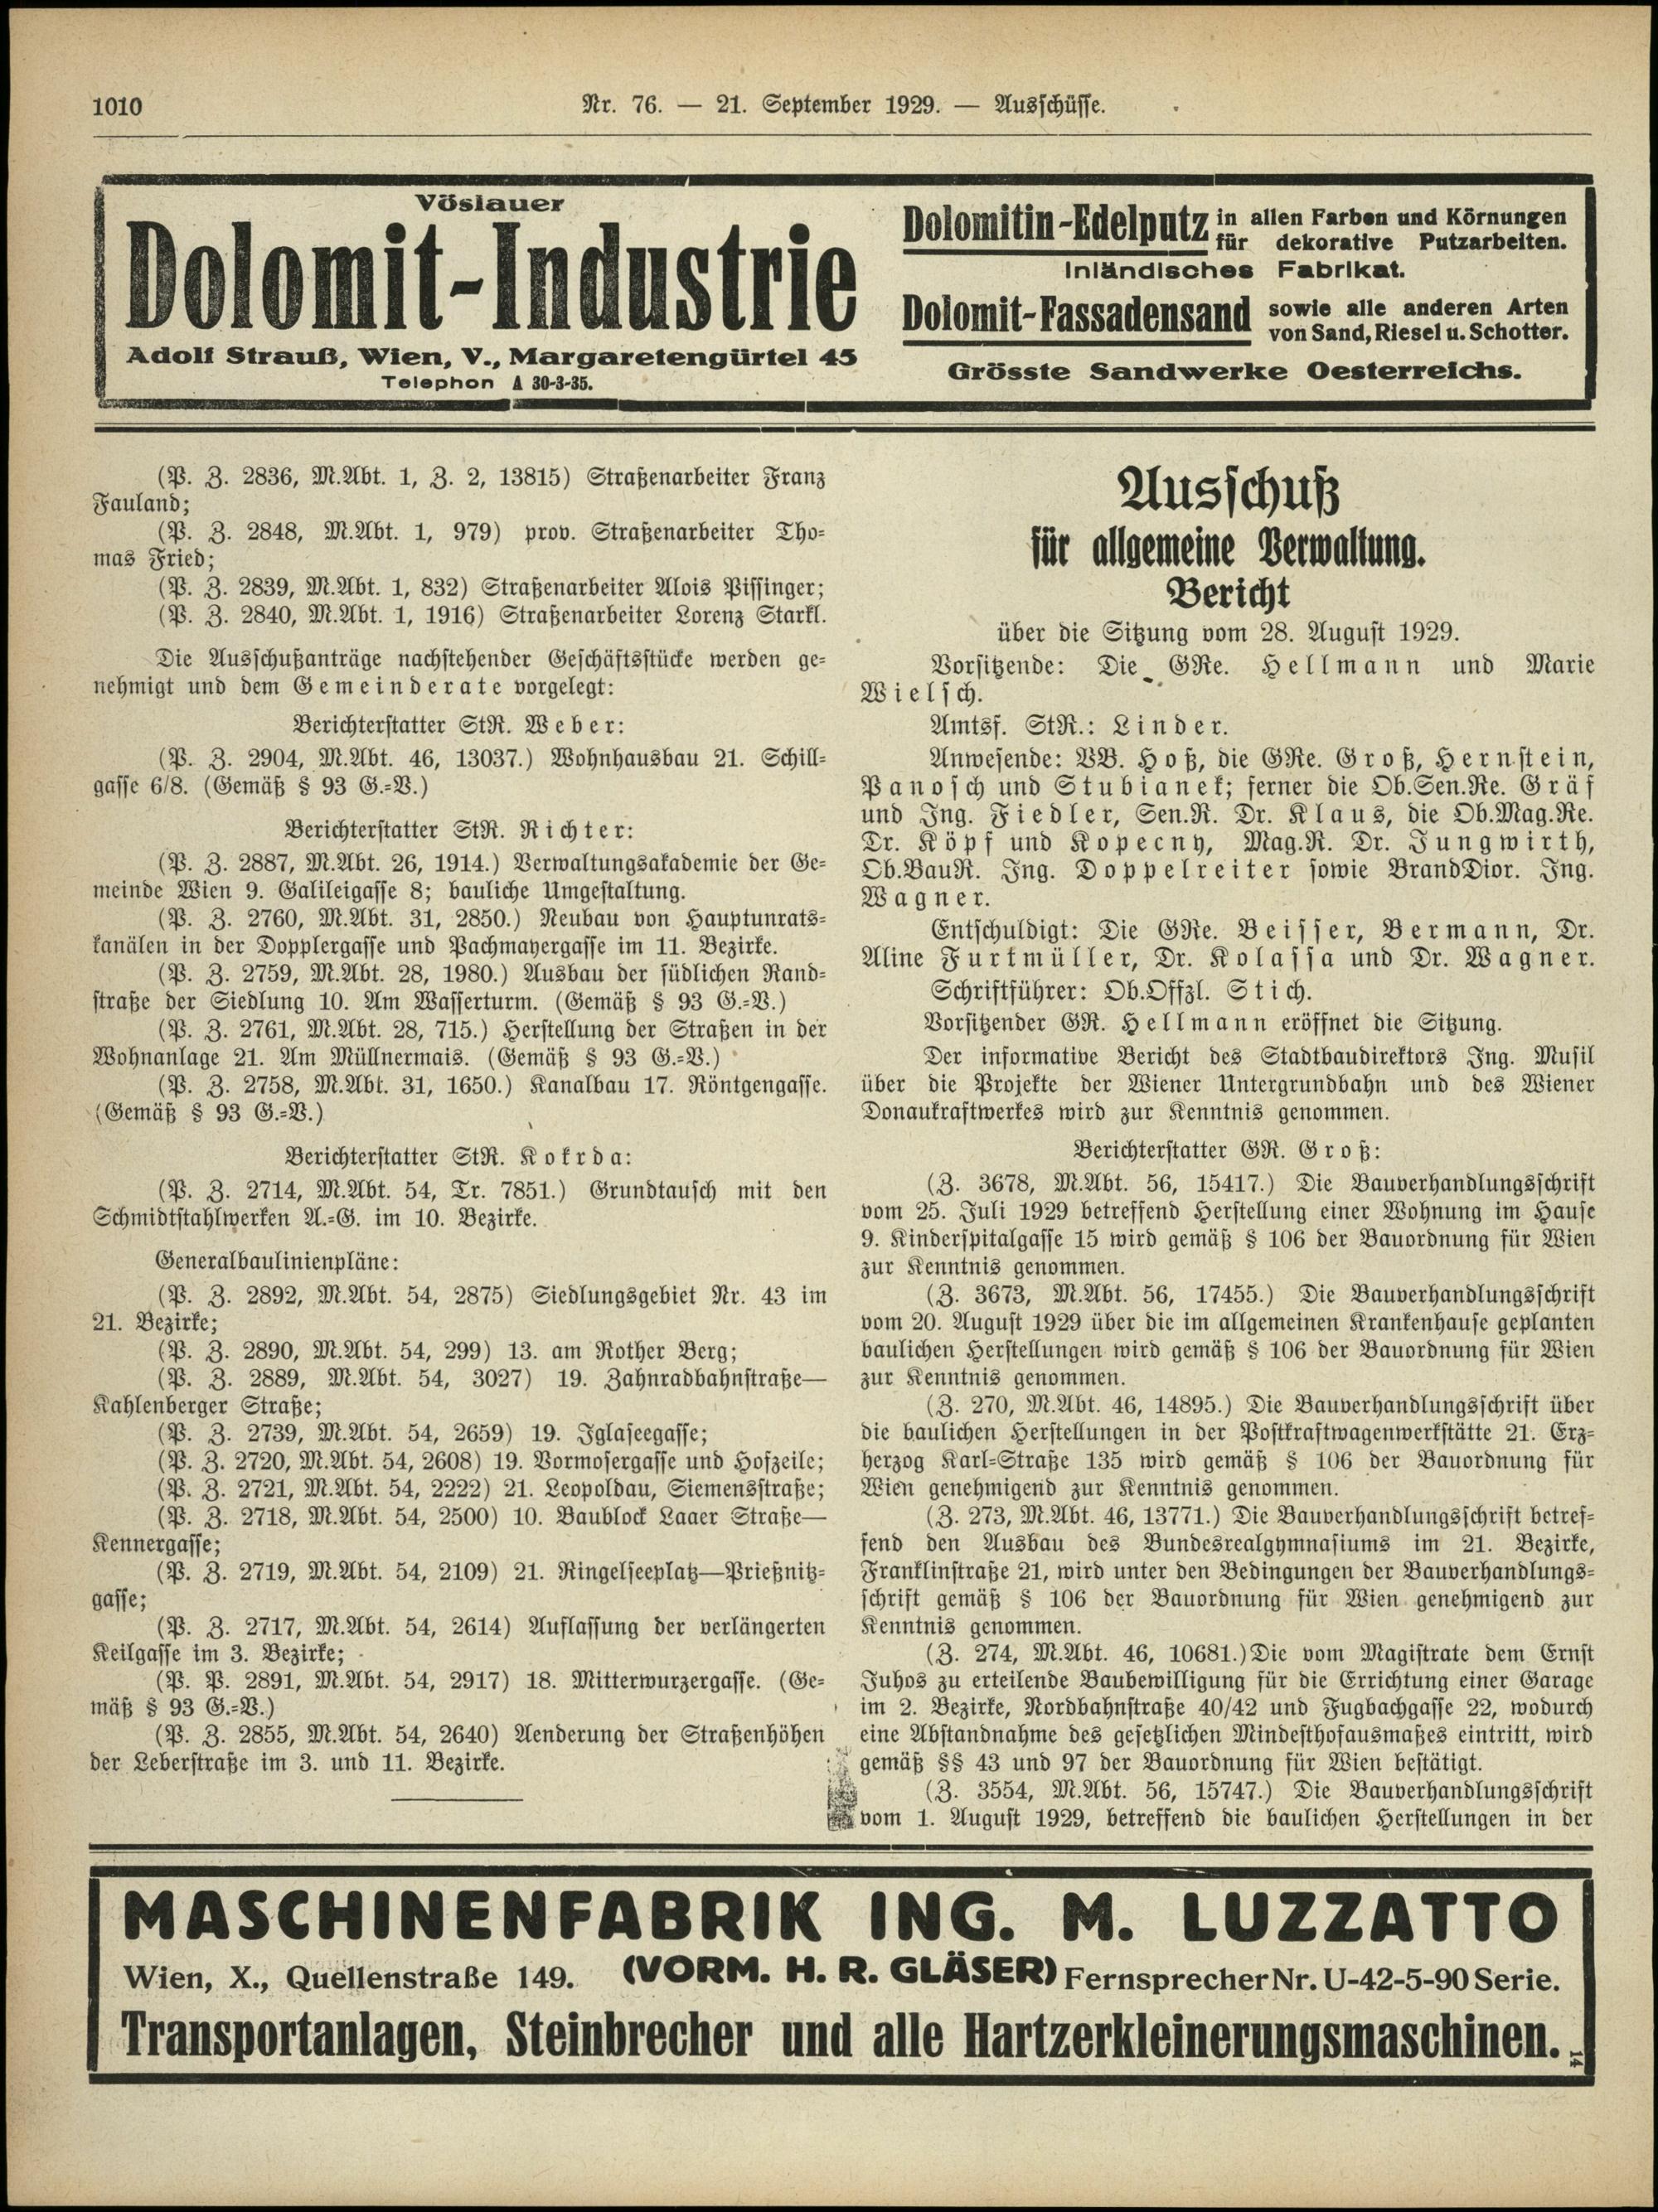 1010
Nr. 76. — 21. September 1929. — Ausschüsse.
Vöslauer
Dolomit-Industrie
Adolf Strauß, Wien, V., Margaretengürtel 45
Telephon A 30-3-35.
Dolomitin-Edelputz in allen Farben und Körnungen
für dekorative Putzarbeiten.
Inländisches Fabrikat.
Dolomit-Fassadensand sowie alle anderen Arten
von Sand, Riesel u. Schotter.
Grösste Sandwerke Oesterreichs.
(P. Z. 2836, M.Abt. 1, Z. 2, 13815) Straßenarbeiter Franz
Fauland;
(P. Z. 2848, M.Abt. 1, 979) prov. Straßenarbeiter Tho-
mas Fried;
(P. Z. 2839, M.Abt. 1, 832) Straßenarbeiter Alois Pissinger;
(P. Z. 2840, M.Abt. 1, 1916) Straßenarbeiter Lorenz Starkl.
Die Ausschußanträge nachstehender Geschäftsstücke werden ge-
nehmigt und dem Gemeinderate vorgelegt:
Berichterstatter StR. Weber:
(P. Z. 2904, M.Abt. 46, 13037.) Wohnhausbau 21. Schill-
gasse 6/8. (Gemäß § 93 G.-V.)
Berichterstatter StR. Richter:
(P. Z. 2887, M.Abt. 26, 1914.) Verwaltungsakademie der Ge-
meinde Wien 9. Galileigasse 8; bauliche Umgestaltung.
(P. Z. 2760, M.Abt. 31, 2850.) Neubau von Hauptunrats-
kanälen in der Dopplergasse und Pachmayergasse im 11. Bezirke.
(P. Z. 2759, M.Abt. 28, 1980.) Ausbau der südlichen Rand-
straße der Siedlung 10. Am Wasserturm. (Gemäß § 93 G.-V.)
(P. Z. 2761, M.Abt. 28, 715.) Herstellung der Straßen in der
Wohnanlage 21. Am Müllnermais. (Gemäß § 93 G.-V.)
(P. Z. 2758, M.Abt. 31, 1650.) Kanalbau 17. Röntgengasse.
(Gemäß § 93 G.-V.)
Berichterstatter StR. Kokrda:
(P. Z. 2714, M.Abt. 54, Tr. 7851.) Grundtausch mit den
Schmidtstahlwerken A.-G. im 10. Bezirke.
Generalbaulinienpläne:
(P. Z. 2892, M.Abt. 54, 2875) Siedlungsgebiet Nr. 43 im
21. Bezirke;
(P. Z. 2890, M.Abt. 54, 299) 13. am Rother Berg;
(P. Z. 2889, M.Abt. 54, 3027) 19. Zahnradbahnstraße—
Kahlenberger Straße;
(P. Z. 2739, M.Abt. 54, 2659) 19. Iglaseegasse;
(P. Z. 2720, M.Abt. 54, 2608) 19. Vormosergasse und Hofzeile;
(P. Z. 2721, M.Abt. 54, 2222) 21. Leopoldau, Siemensstraße;
(P. Z. 2718, M.Abt. 54, 2500) 10. Baublock Laaer Straße—
Kennergasse;
(P. Z. 2719, M.Abt. 54, 2109) 21. Ringelseeplatz—Prießnitz-
gasse;
(P. Z. 2717, M.Abt. 54, 2614) Auflassung der verlängerten
Keilgasse im 3. Bezirke;
(P. P. 2891, M.Abt. 54, 2917) 18. Mitterwurzergasse. (Ge-
mäß § 93 G.-V.)
(P. Z. 2855, M.Abt. 54, 2640) Aenderung der Straßenhöhen
der Leberstraße im 3. und 11. Bezirke.
Ausschuß
für allgemeine Verwaltung.
Bericht
über die Sitzung vom 28. August 1929.
Vorsitzende: Die GRe. Hellmann und Marie
Wielsch.
Amtsf. StR.: Linder.
Anwesende: VB. Hoß, die GRe. Groß, Hernstein,
Panosch und Stubianek; ferner die Ob.Sen.Re. Gräf
und Ing. Fiedler, Sen.R. Dr. Klaus, die Ob.Mag.Re.
Dr. Köpf und Kopecny, Mag.R. Dr. Jungwirth,
Ob.BauR. Ing. Doppelreiter sowie BrandDior. Ing.
Wagner.
Entschuldigt: Die GRe. Beisser, Bermann, Dr.
Aline Furtmüller, Dr. Kolassa und Dr. Wagner.
Schriftführer: Ob.Offzl. Stich.
Vorsitzender GR. Hellmann eröffnet die Sitzung.
Der informative Bericht des Stadtbaudirektors Ing. Musil
über die Projekte der Wiener Untergrundbahn und des Wiener
Donaukraftwerkes wird zur Kenntnis genommen.
Berichterstatter GR. Groß:
(Z. 3678, M.Abt. 56, 15417.) Die Bauverhandlungsschrift
vom 25. Juli 1929 betreffend Herstellung einer Wohnung im Hause
9. Kinderspitalgasse 15 wird gemäß § 106 der Bauordnung für Wien
zur Kenntnis genommen.
(Z. 3673, M.Abt. 56, 17455.) Die Bauverhandlungsschrift
vom 20. August 1929 über die im allgemeinen Krankenhause geplanten
baulichen Herstellungen wird gemäß § 106 der Bauordnung für Wien
zur Kenntnis genommen.
(Z. 270, M.Abt. 46, 14895.) Die Bauverhandlungsschrift über
die baulichen Herstellungen in der Postkraftwagenwerkstätte 21. Erz-
herzog Karl-Straße 135 wird gemäß § 106 der Bauordnung für
Wien genehmigend zur Kenntnis genommen.
(Z. 273, M.Abt. 46, 13771.) Die Bauverhandlungsschrift betref-
fend den Ausbau des Bundesrealgymnasiums im 21. Bezirke,
Franklinstraße 21, wird unter den Bedingungen der Bauverhandlungs-
schrift gemäß § 106 der Bauordnung für Wien genehmigend zur
Kenntnis genommen.
(Z. 274, M.Abt. 46, 10681.) Die vom Magistrate dem Ernst
Juhos zu erteilende Baubewilligung für die Errichtung einer Garage
im 2. Bezirke, Nordbahnstraße 40/42 und Fugbachgasse 22, wodurch
eine Abstandnahme des gesetzlichen Mindesthofausmaßes eintritt, wird
gemäß §§ 43 und 97 der Bauordnung für Wien bestätigt.
(Z. 3554, M.Abt. 56, 15747.) Die Bauverhandlungsschrift
vom 1. August 1929, betreffend die baulichen Herstellungen in der
MASCHINENFABRIK ING. M. LUZZATTO
Wien, X., Quellenstraße 149. (VORM. H. R. GLÄSER) Fernsprecher Nr. U-42-5-90 Serie.
Transportanlagen, Steinbrecher und alle Hartzerkleinerungsmaschinen.
14